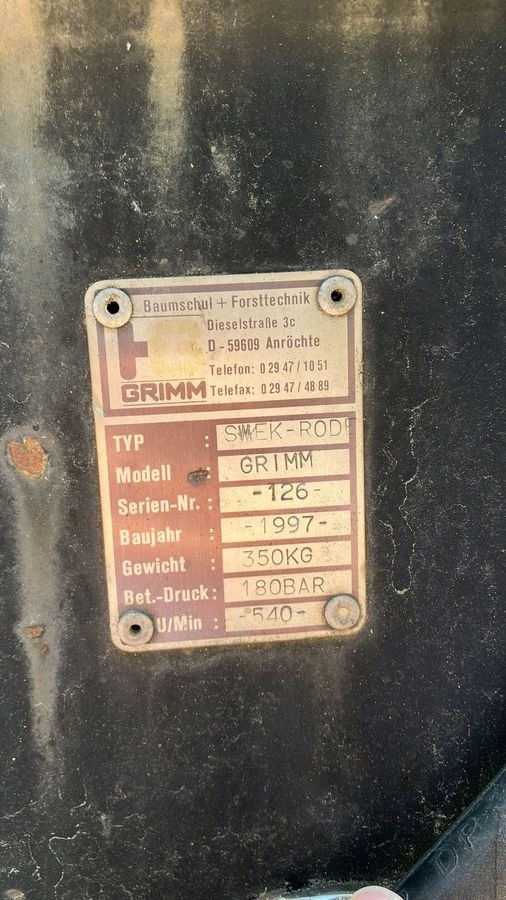 Baumschul + Forsttechnik
Dieselstraße 3c
D - 59609 Anröchte
Telefon: 0 29 47 / 10 51
GRIMM Telefax: 0 29 47 / 48 89
TYP :
Modell : GRIMM
Serien-Nr. : -126-
Baujahr : -1997-
Gewicht : 350KG
Bet.-Druck : 180BAR
U/Min : -540-